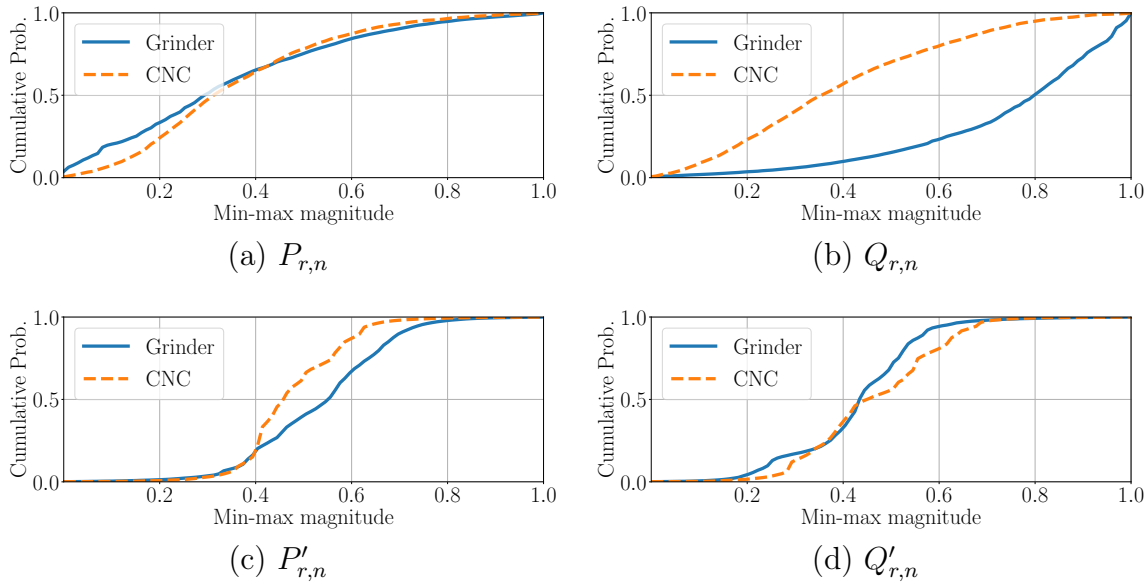 Cumulative Prob.
1.0
0.5
0.0
Grinder
CNC
0.2 0.4 0.6 0.8 1.0
Min-max magnitude
(a) P_{r,n}
Cumulative Prob.
1.0
0.5
0.0
Grinder
CNC
0.2 0.4 0.6 0.8 1.0
Min-max magnitude
(b) Q_{r,n}
Cumulative Prob.
1.0
0.5
0.0
Grinder
CNC
0.2 0.4 0.6 0.8 1.0
Min-max magnitude
(c) P'_{r,n}
Cumulative Prob.
1.0
0.5
0.0
Grinder
CNC
0.2 0.4 0.6 0.8 1.0
Min-max magnitude
(d) Q'_{r,n}